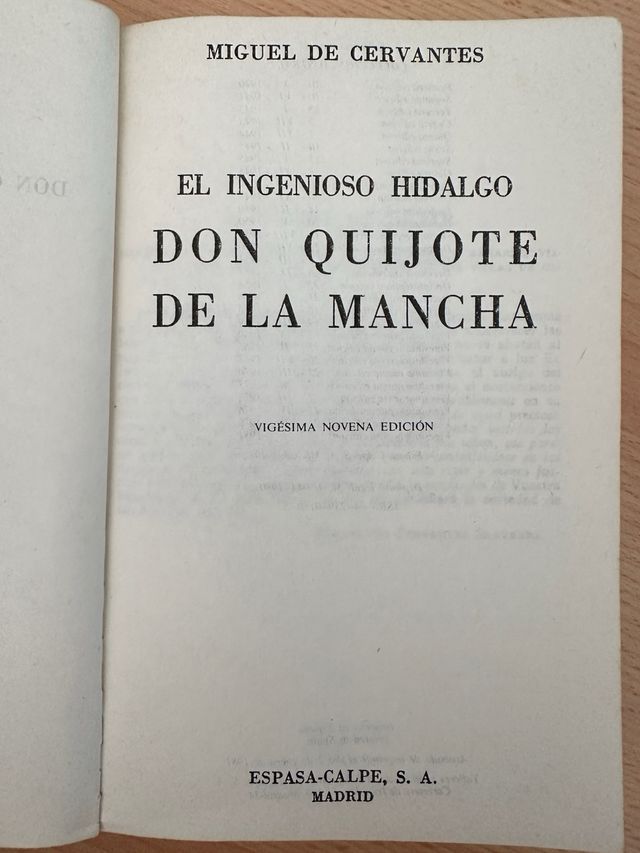 MIGUEL DE CERVANTES
EL INGENIOSO HIDALGO
DON QUIJOTE
DE LA MANCHA
VIGÉSIMA NOVENA EDICIÓN
ESPASA-CALPE, S. A.
MADRID